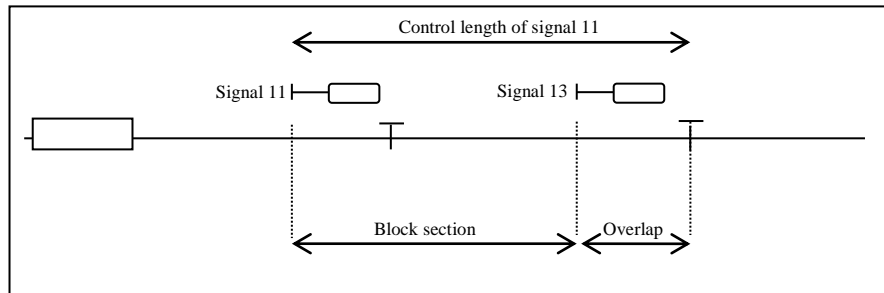 Control length of signal 11
Signal 11
Signal 13
Block section
Overlap